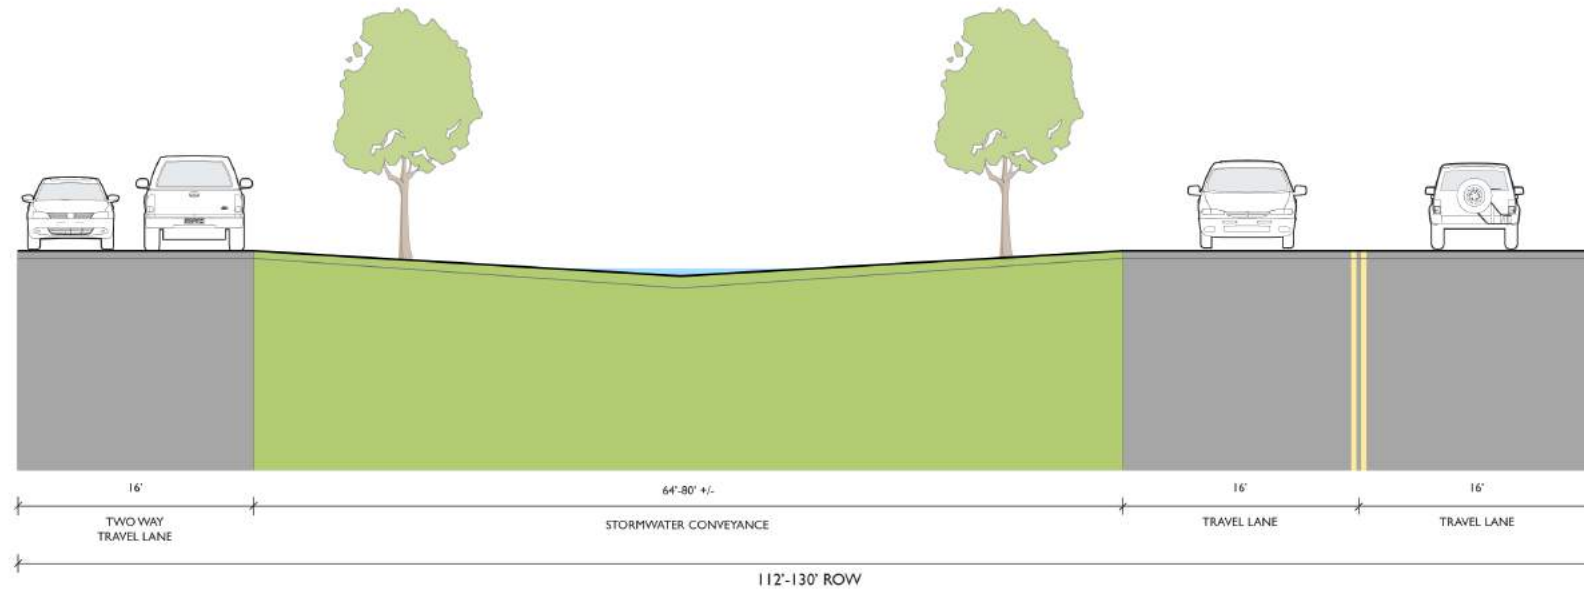 16'
64'-80' +/-
16'
16'
TWO WAY
TRAVEL LANE
STORMWATER CONVEYANCE
TRAVEL LANE
TRAVEL LANE
112'-130' ROW